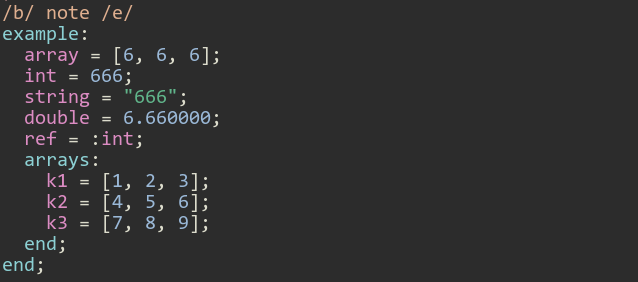 /b/ note /e/
example:
  array = [6, 6, 6];
  int = 666;
  string = "666";
  double = 6.660000;
  ref = :int;
  arrays:
    k1 = [1, 2, 3];
    k2 = [4, 5, 6];
    k3 = [7, 8, 9];
  end;
end;